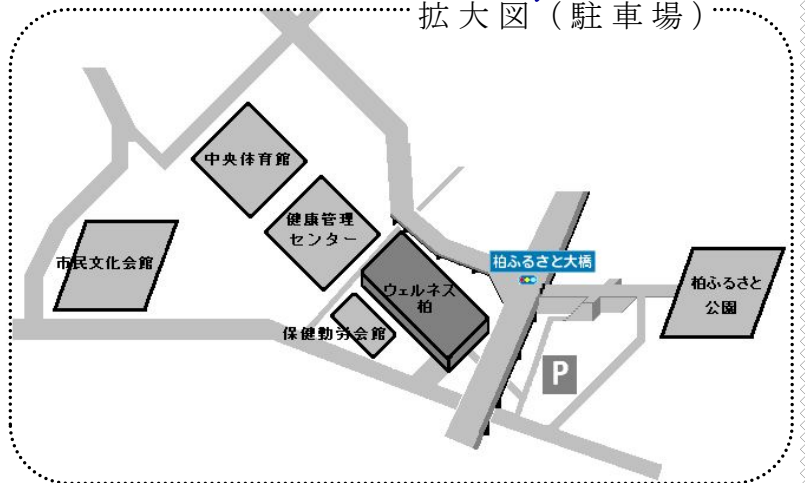 拡大図（駐車場）
中央体育館
健康管理
センター
市民文化会館
柏ふるさと大橋
ウェルネス
柏
柏ふるさと
公園
保健勤労会館
P